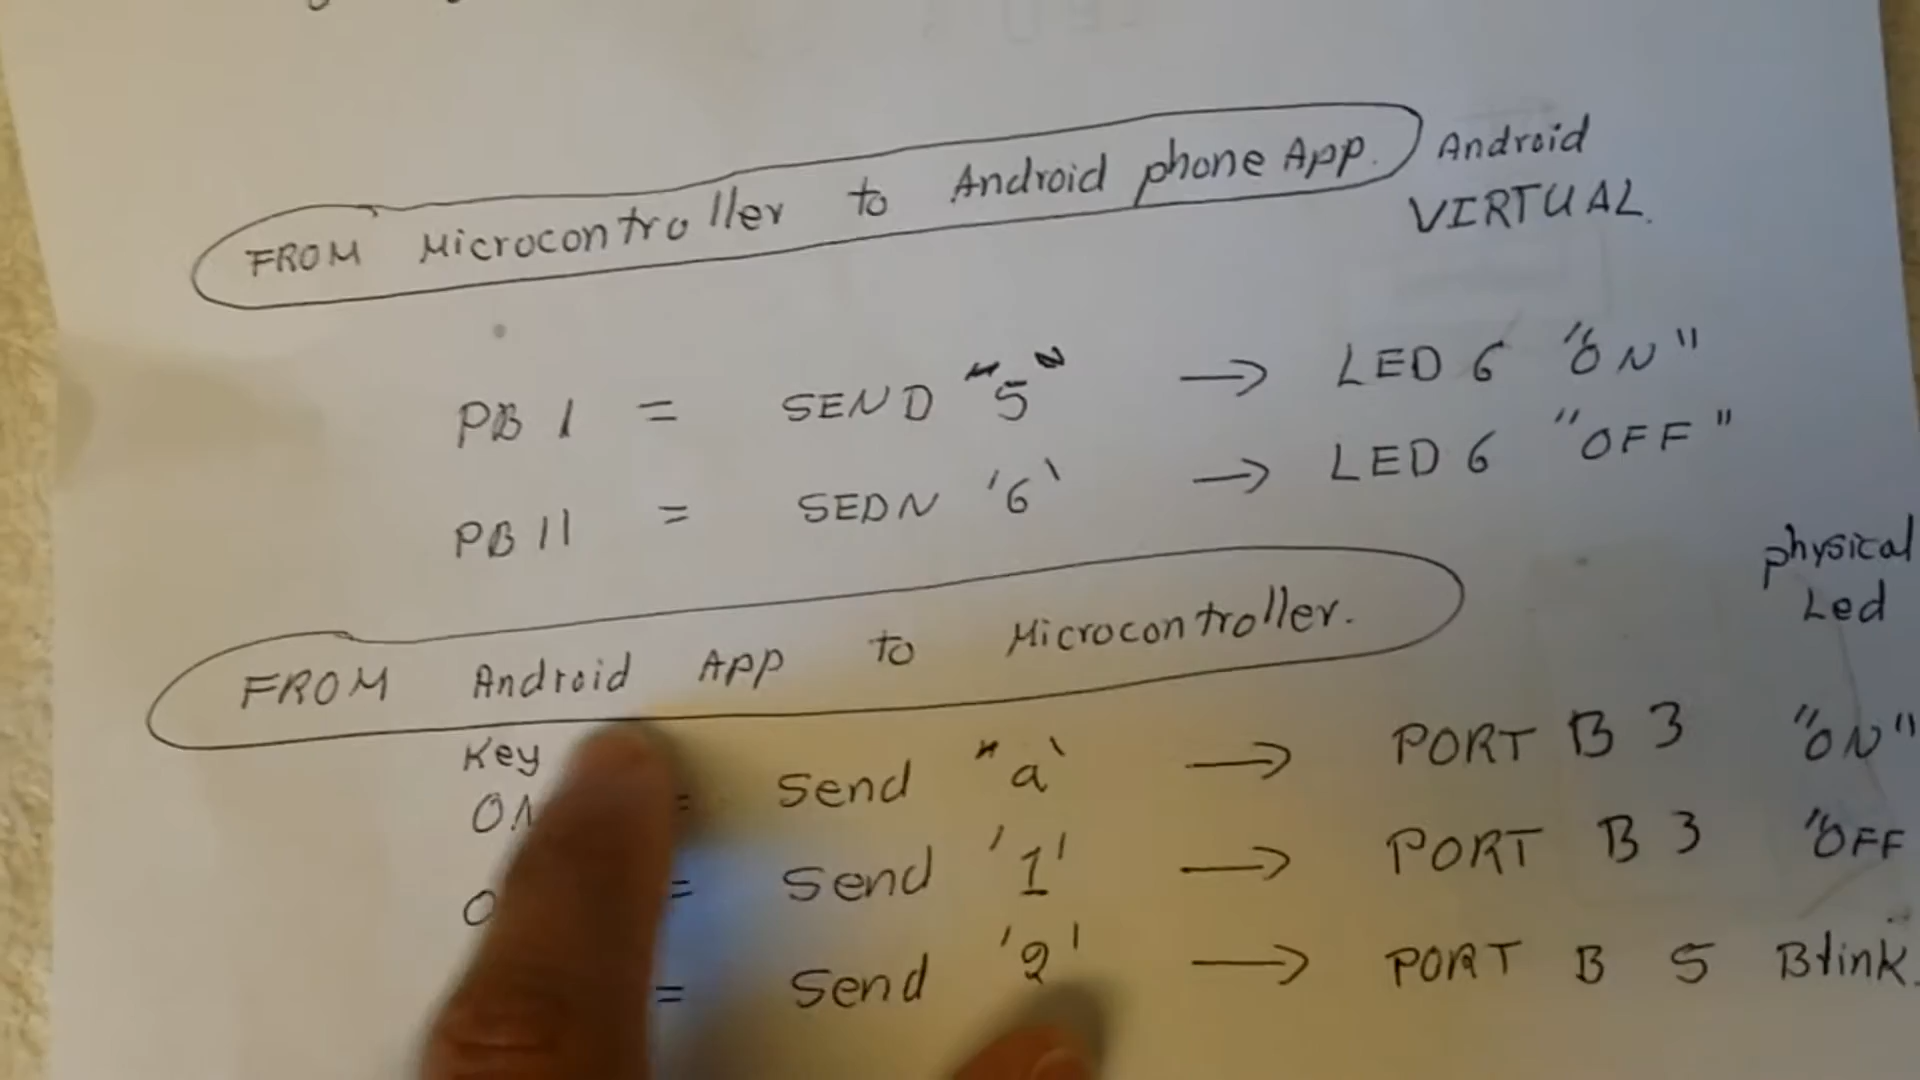 FROM Microcontroller to Android phone App. Android
VIRTUAL.
PB 1 = SEND "5" → LED 6 "ON"
PB 11 = SEDN '6' → LED 6 "OFF"
physical
Led
FROM Android App to Microcontroller.
Key
= Send "a' → PORT B 3 "ON"
= Send '1' → PORT B 3 "OFF
= Send '2' → PORT B 5 Blink.